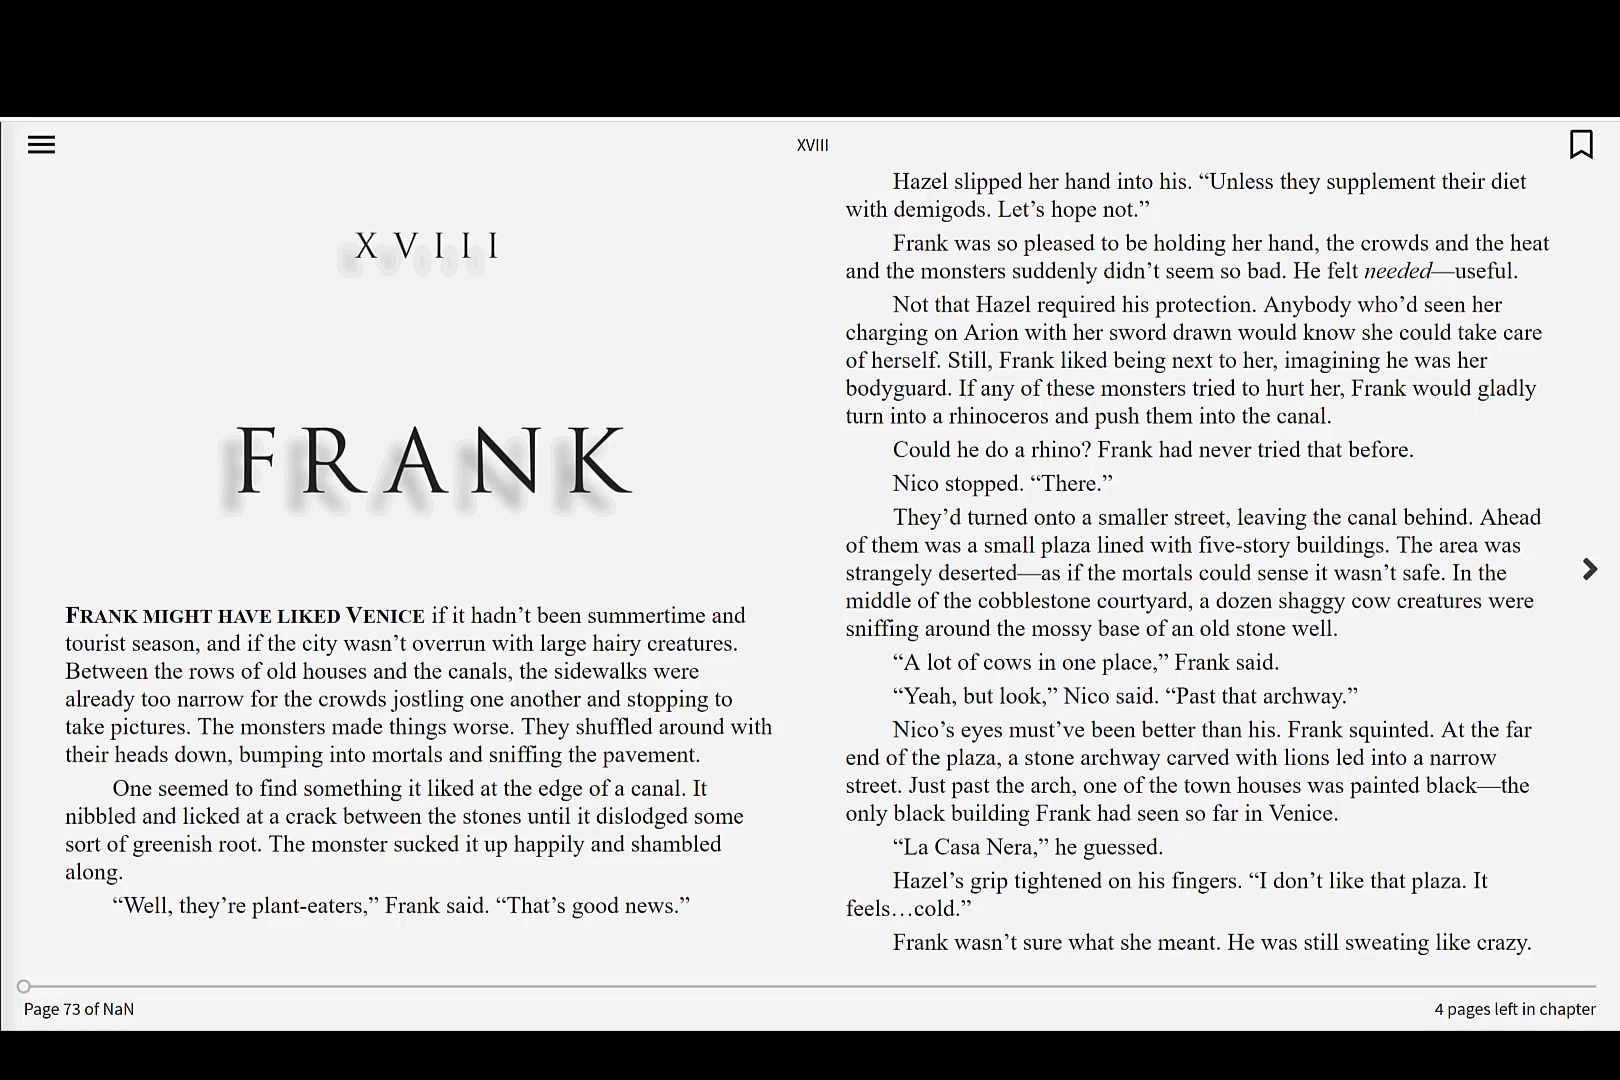 XVIII
XVIII
FRANK
FRANK MIGHT HAVE LIKED VENICE if it hadn’t been summertime and
tourist season, and if the city wasn’t overrun with large hairy creatures.
Between the rows of old houses and the canals, the sidewalks were
already too narrow for the crowds jostling one another and stopping to
take pictures. The monsters made things worse. They shuffled around with
their heads down, bumping into mortals and sniffing the pavement.
One seemed to find something it liked at the edge of a canal. It
nibbled and licked at a crack between the stones until it dislodged some
sort of greenish root. The monster sucked it up happily and shambled
along.
“Well, they’re plant-eaters,” Frank said. “That’s good news.”
Hazel slipped her hand into his. “Unless they supplement their diet
with demigods. Let’s hope not.”
Frank was so pleased to be holding her hand, the crowds and the heat
and the monsters suddenly didn’t seem so bad. He felt needed—useful.
Not that Hazel required his protection. Anybody who’d seen her
charging on Arion with her sword drawn would know she could take care
of herself. Still, Frank liked being next to her, imagining he was her
bodyguard. If any of these monsters tried to hurt her, Frank would gladly
turn into a rhinoceros and push them into the canal.
Could he do a rhino? Frank had never tried that before.
Nico stopped. “There.”
They’d turned onto a smaller street, leaving the canal behind. Ahead
of them was a small plaza lined with five-story buildings. The area was
strangely deserted—as if the mortals could sense it wasn’t safe. In the
middle of the cobblestone courtyard, a dozen shaggy cow creatures were
sniffing around the mossy base of an old stone well.
“A lot of cows in one place,” Frank said.
“Yeah, but look,” Nico said. “Past that archway.”
Nico’s eyes must’ve been better than his. Frank squinted. At the far
end of the plaza, a stone archway carved with lions led into a narrow
street. Just past the arch, one of the town houses was painted black—the
only black building Frank had seen so far in Venice.
“La Casa Nera,” he guessed.
Hazel’s grip tightened on his fingers. “I don’t like that plaza. It
feels…cold.”
Frank wasn’t sure what she meant. He was still sweating like crazy.
Page 73 of NaN
4 pages left in chapter